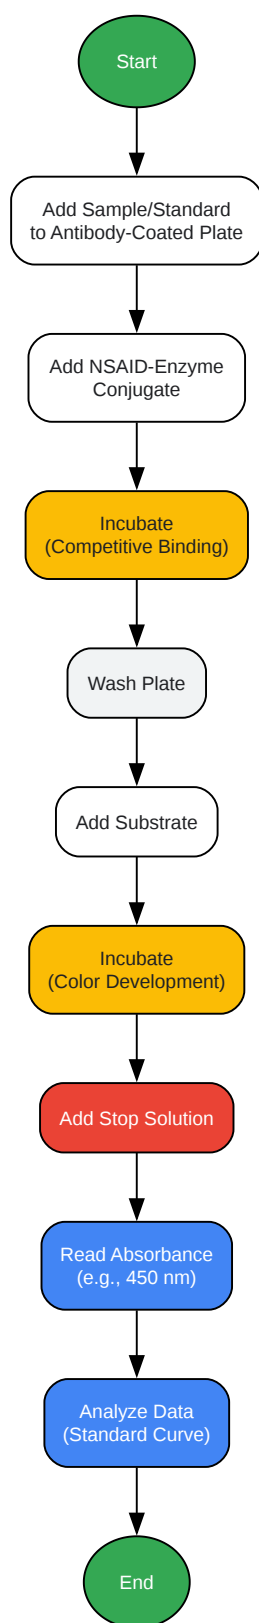 Start
Add Sample/Standard
to Antibody-Coated Plate
Add NSAID-Enzyme
Conjugate
Incubate
(Competitive Binding)
Wash Plate
Add Substrate
Incubate
(Color Development)
Add Stop Solution
Read Absorbance
(e.g., 450 nm)
Analyze Data
(Standard Curve)
End